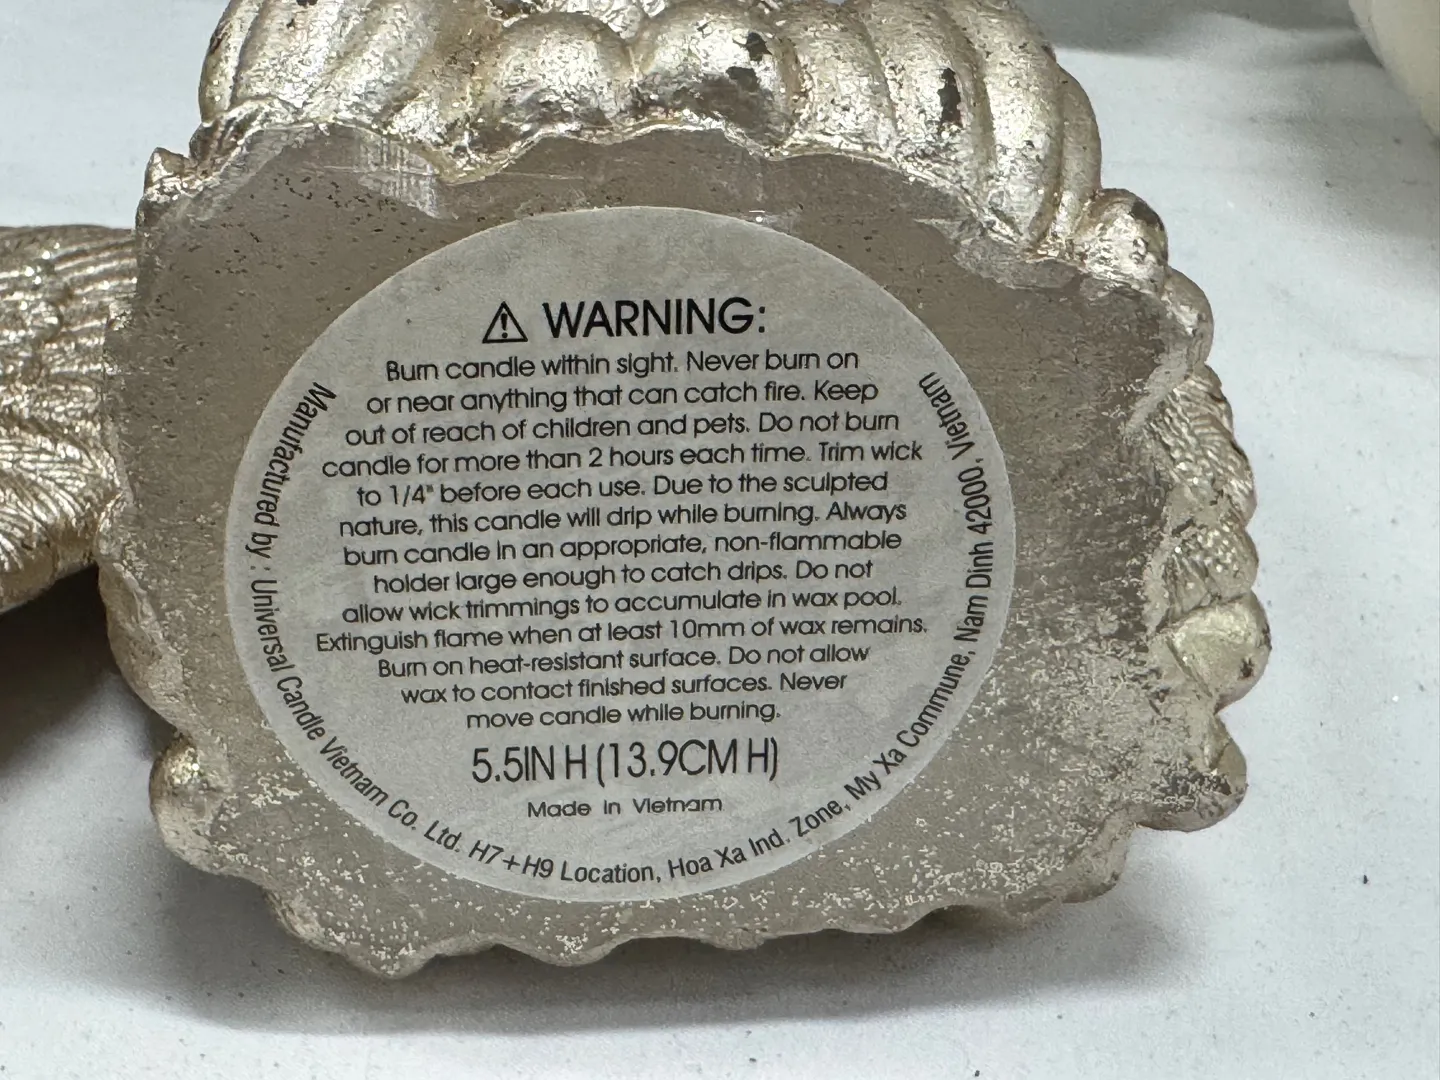 ⚠ WARNING:
Burn candle within sight. Never burn on
or near anything that can catch fire. Keep
out of reach of children and pets. Do not burn
candle for more than 2 hours each time. Trim wick
to 1/4" before each use. Due to the sculpted
nature, this candle will drip while burning. Always
burn candle in an appropriate, non-flammable
holder large enough to catch drips. Do not
allow wick trimmings to accumulate in wax pool.
Extinguish flame when at least 10mm of wax remains.
Burn on heat-resistant surface. Do not allow
wax to contact finished surfaces. Never
move candle while burning.
5.5IN H (13.9CM H)
Made in Vietnam
Manufactured by : Universal Candle Vietnam Co. Ltd. H7+H9 Location, Hoa Xa Ind. Zone, My Xa Commune, Nam Dinh 42000, Vietnam